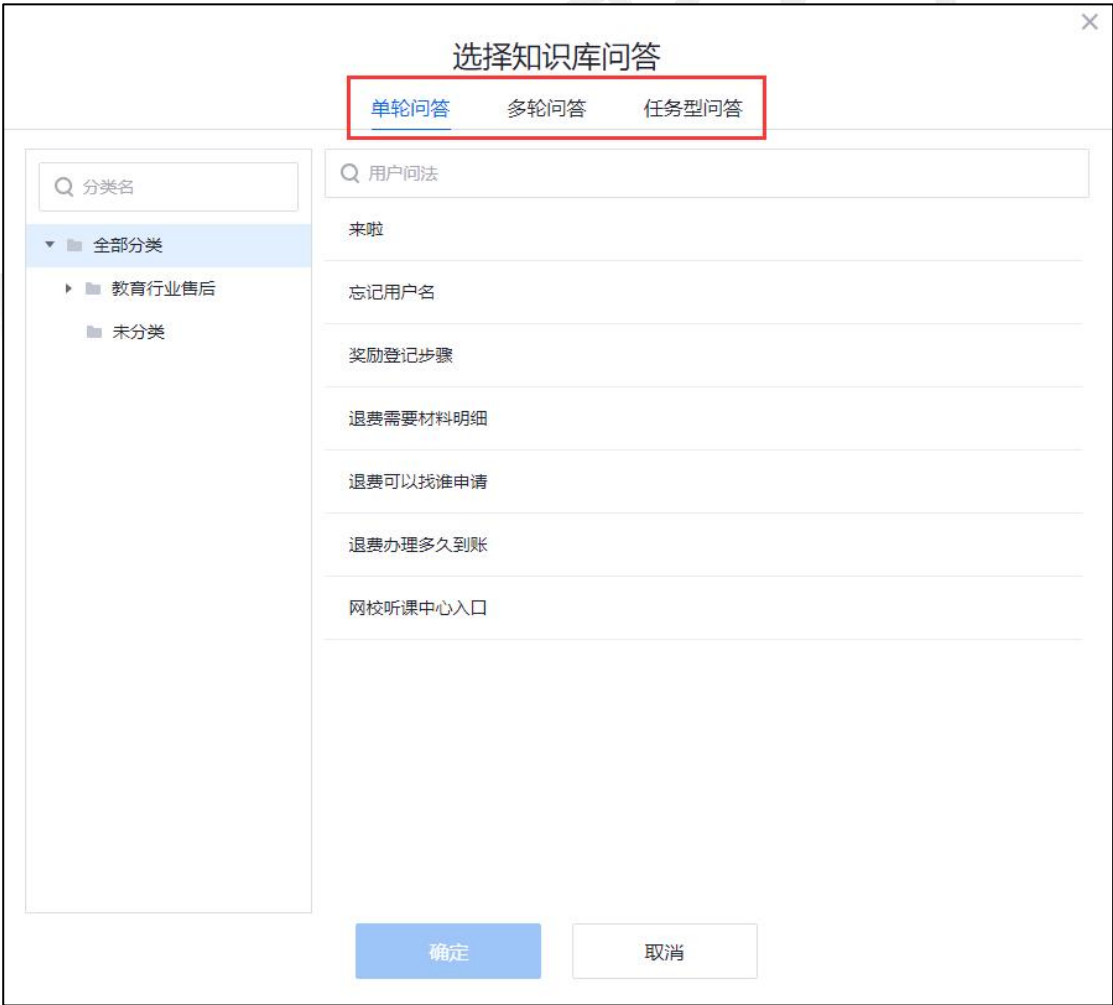 选择知识库问答
单轮问答 多轮问答 任务型问答
分类名
全部分类
教育行业售后
未分类
用户问法
来啦
忘记用户名
奖励登记步骤
退费需要材料明细
退费可以找谁申请
退费办理多久到账
网校听课中心入口
确定 取消